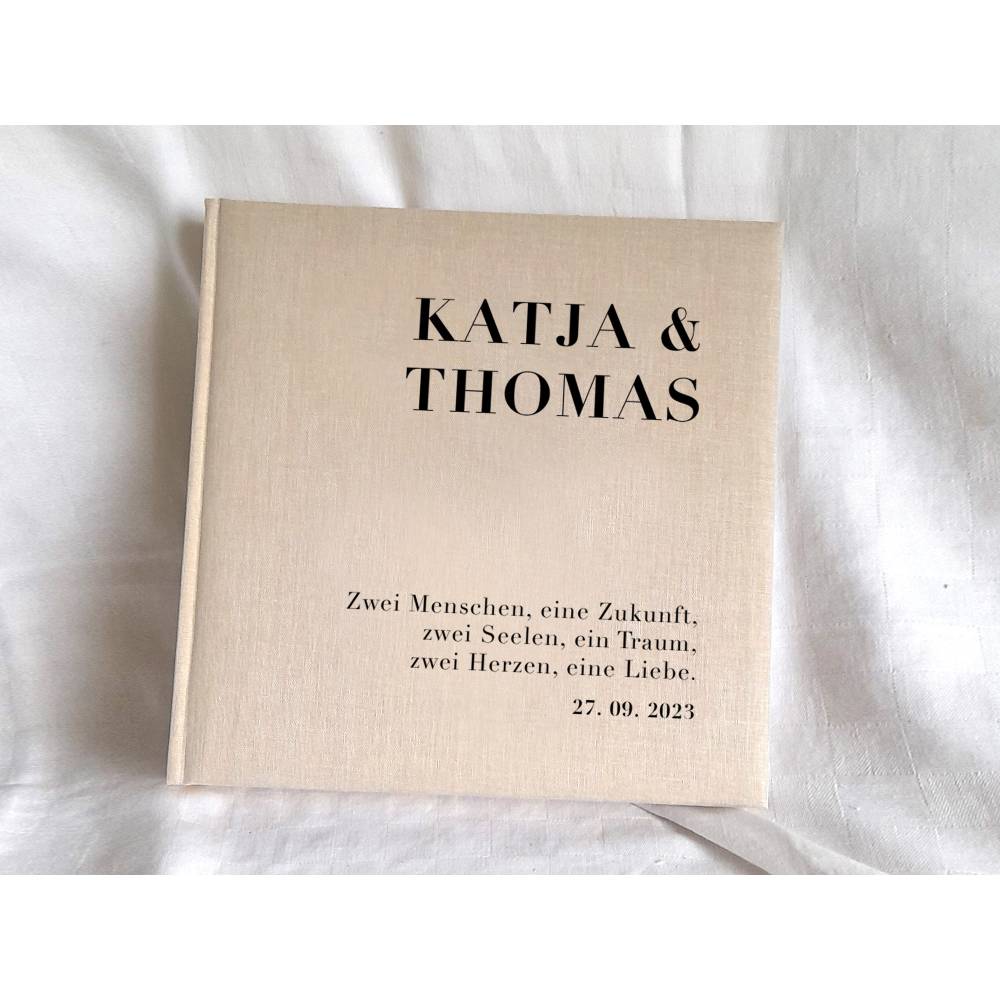 KATJA &
THOMAS
Zwei Menschen, eine Zukunft,
zwei Seelen, ein Traum,
zwei Herzen, eine Liebe.
27. 09. 2023